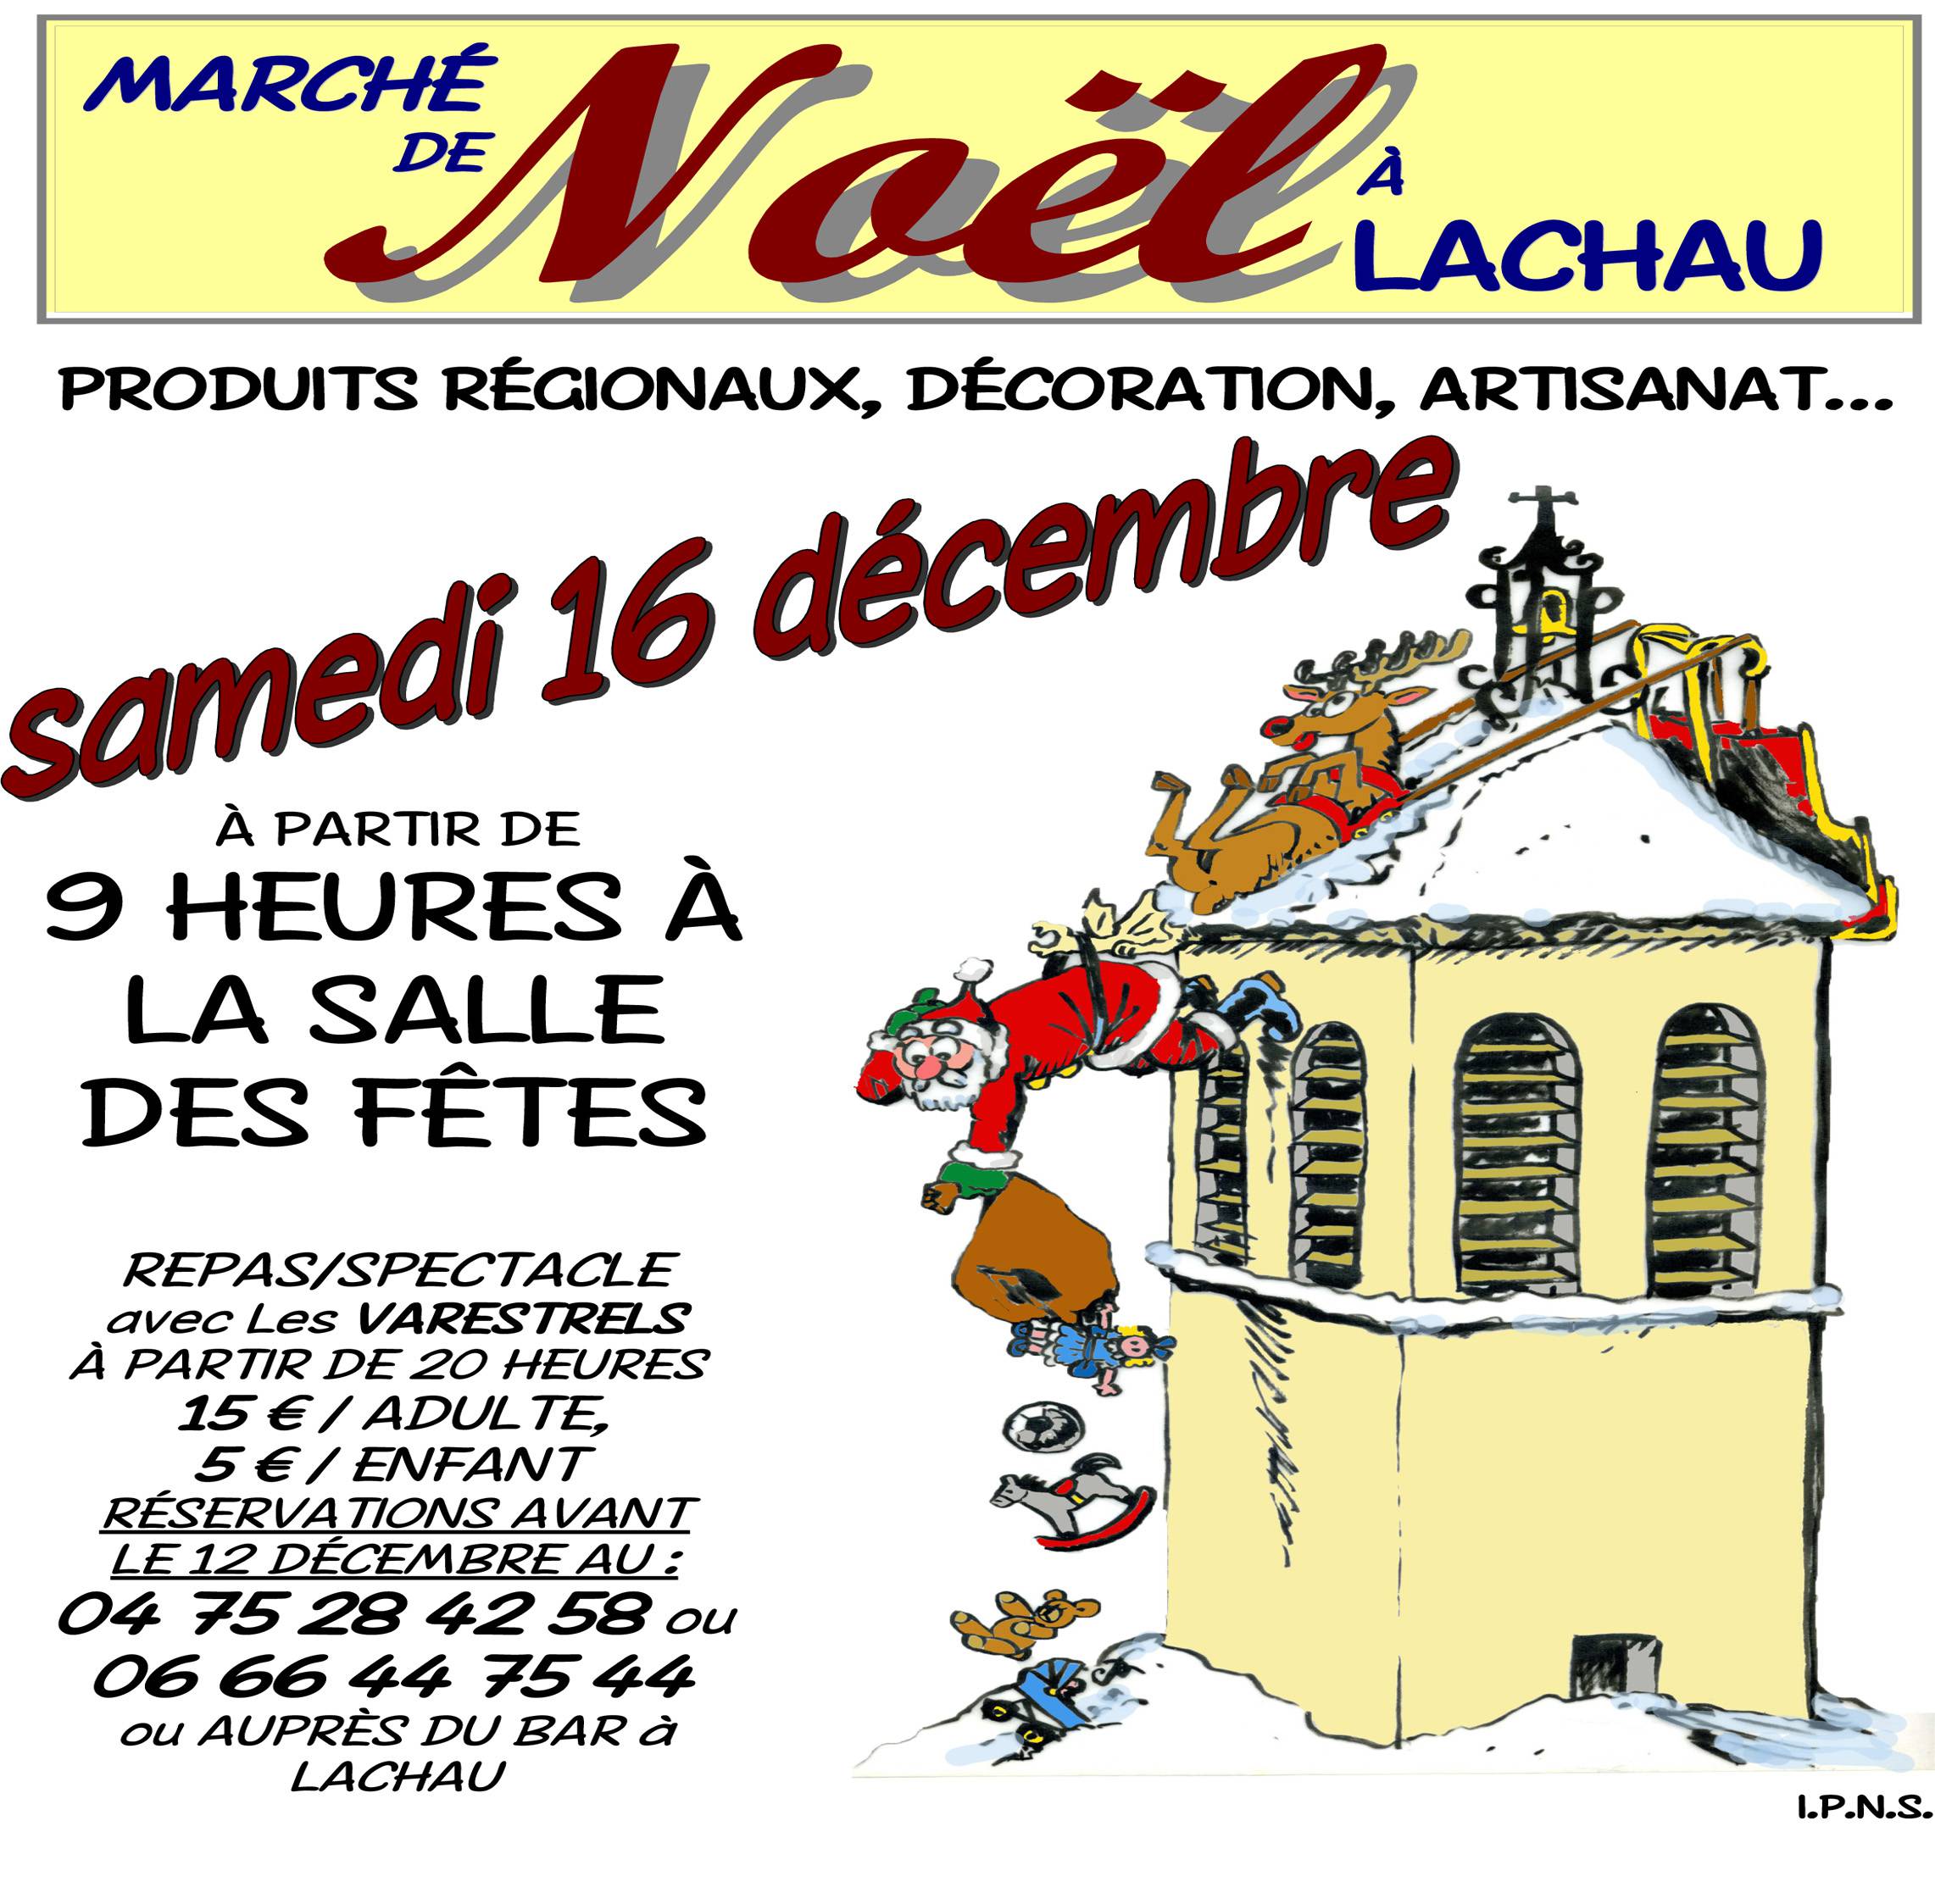 MARCHÉ
DE
Noël
À
LACHAU
PRODUITS RÉGIONAUX, DÉCORATION, ARTISANAT...
samedi 16 décembre
À PARTIR DE
9 HEURES À
LA SALLE
DES FÊTES
REPAS/SPECTACLE
avec Les VARESTRELS
À PARTIR DE 20 HEURES
15 € / ADULTE,
5 € / ENFANT
RÉSERVATIONS AVANT
LE 12 DÉCEMBRE AU :
04 75 28 42 58 ou
06 66 44 75 44
ou AUPRÈS DU BAR à
LACHAU
I.P.N.S.